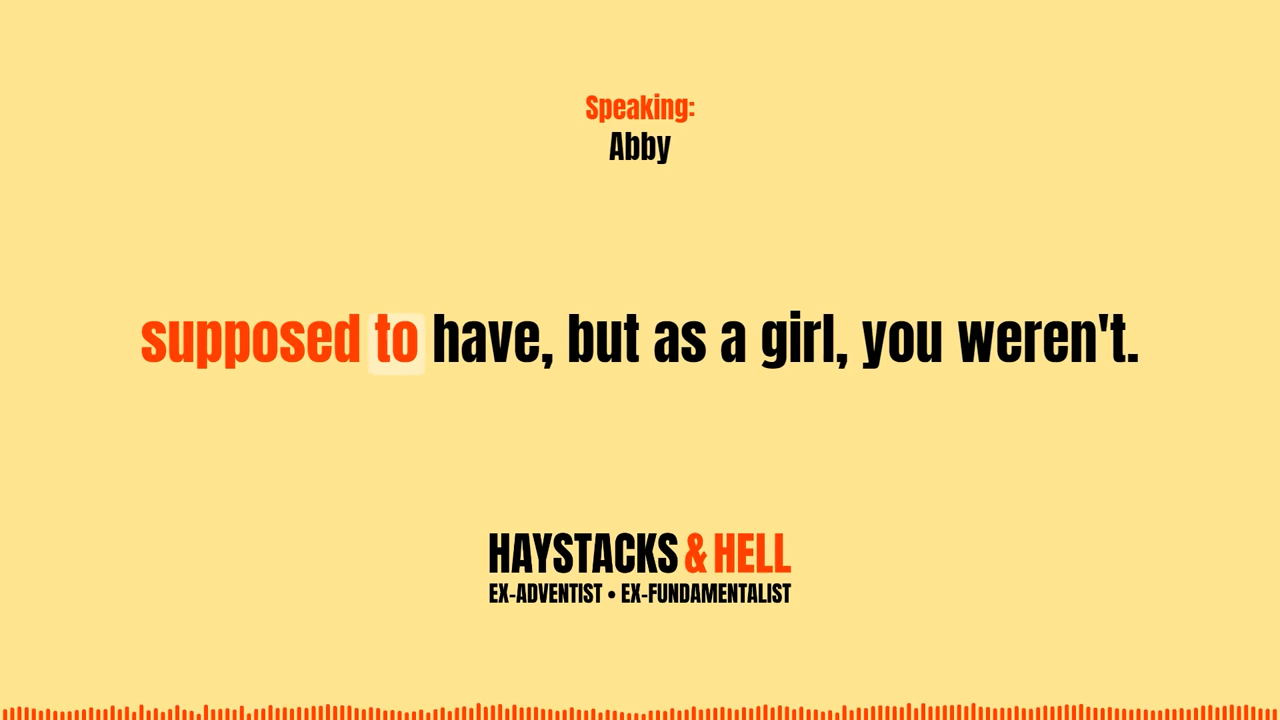 Speaking:
Abby
supposed to have, but as a girl, you weren't.
HAYSTACKS & HELL
EX-ADVENTIST • EX-FUNDAMENTALIST